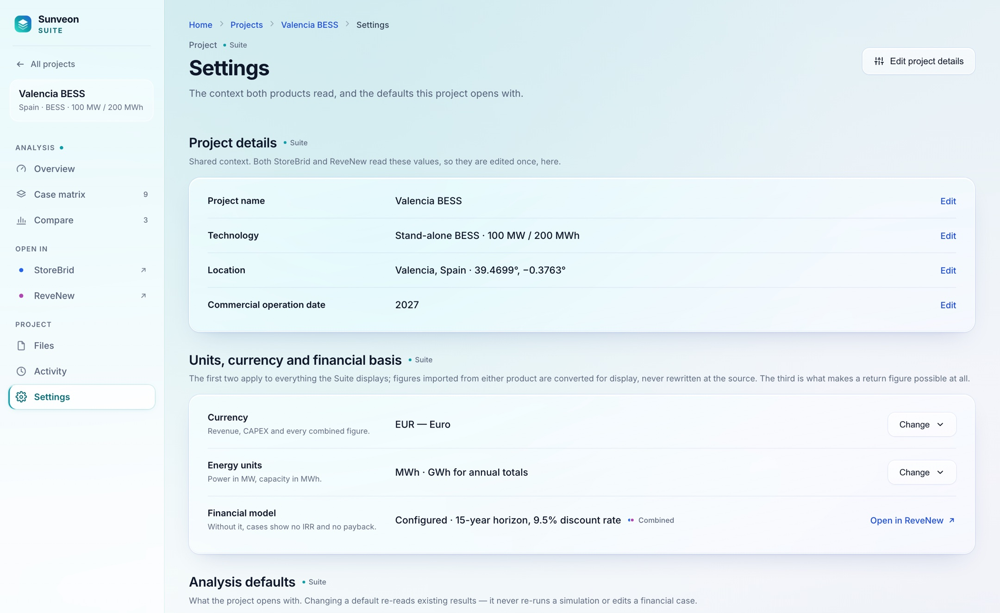 Sunveon
SUITE
All projects
Valencia BESS
Spain · BESS · 100 MW / 200 MWh
ANALYSIS
Overview
Case matrix 9
Compare 3
OPEN IN
StoreBrid
ReveNew
PROJECT
Files
Activity
Settings
Home Projects Valencia BESS Settings
Project Suite
Settings
The context both products read, and the defaults this project opens with.
Edit project details
Project details Suite
Shared context. Both StoreBrid and ReveNew read these values, so they are edited once, here.
Project name Valencia BESS Edit
Technology Stand-alone BESS · 100 MW / 200 MWh Edit
Location Valencia, Spain · 39.4699°, −0.3763° Edit
Commercial operation date 2027 Edit
Units, currency and financial basis Suite
The first two apply to everything the Suite displays; figures imported from either product are converted for display, never rewritten at the source. The third is what makes a return figure possible at all.
Currency
Revenue, CAPEX and every combined figure.
EUR — Euro
Change
Energy units
Power in MW, capacity in MWh.
MWh · GWh for annual totals
Change
Financial model
Without it, cases show no IRR and no payback.
Configured · 15-year horizon, 9.5% discount rate Combined
Open in ReveNew
Analysis defaults Suite
What the project opens with. Changing a default re-reads existing results — it never re-runs a simulation or edits a financial case.